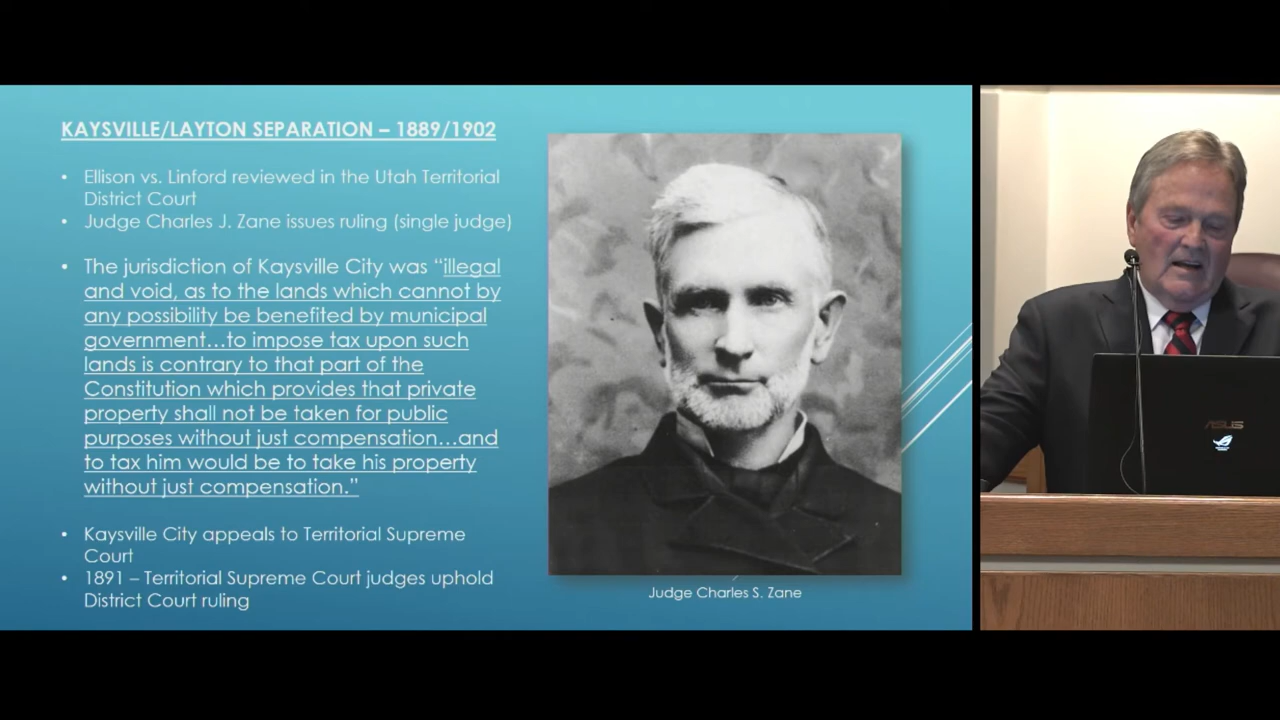 KAYSVILLE/LAYTON SEPARATION – 1889/1902
• Ellison vs. Linford reviewed in the Utah Territorial
District Court
• Judge Charles J. Zane issues ruling (single judge)
• The jurisdiction of Kaysville City was “illegal
and void, as to the lands which cannot by
any possibility be benefited by municipal
government…to impose tax upon such
lands is contrary to that part of the
Constitution which provides that private
property shall not be taken for public
purposes without just compensation…and
to tax him would be to take his property
without just compensation.”
• Kaysville City appeals to Territorial Supreme
Court
• 1891 – Territorial Supreme Court judges uphold
District Court ruling
Judge Charles S. Zane
ASUS